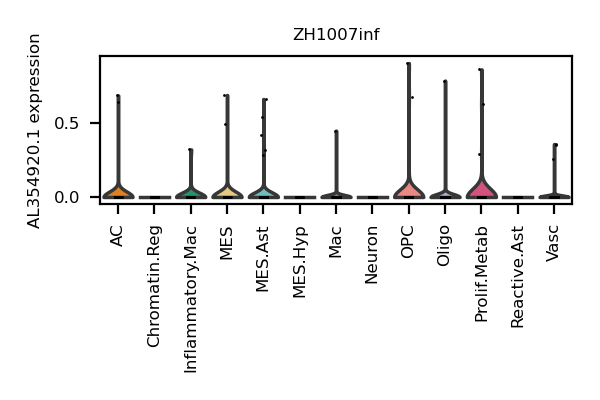 ZH1007inf
AL354920.1 expression
0.5
0.0
AC
Chromatin.Reg
Inflammatory.Mac
MES
MES.Ast
MES.Hyp
Mac
Neuron
OPC
Oligo
Prolif.Metab
Reactive.Ast
Vasc